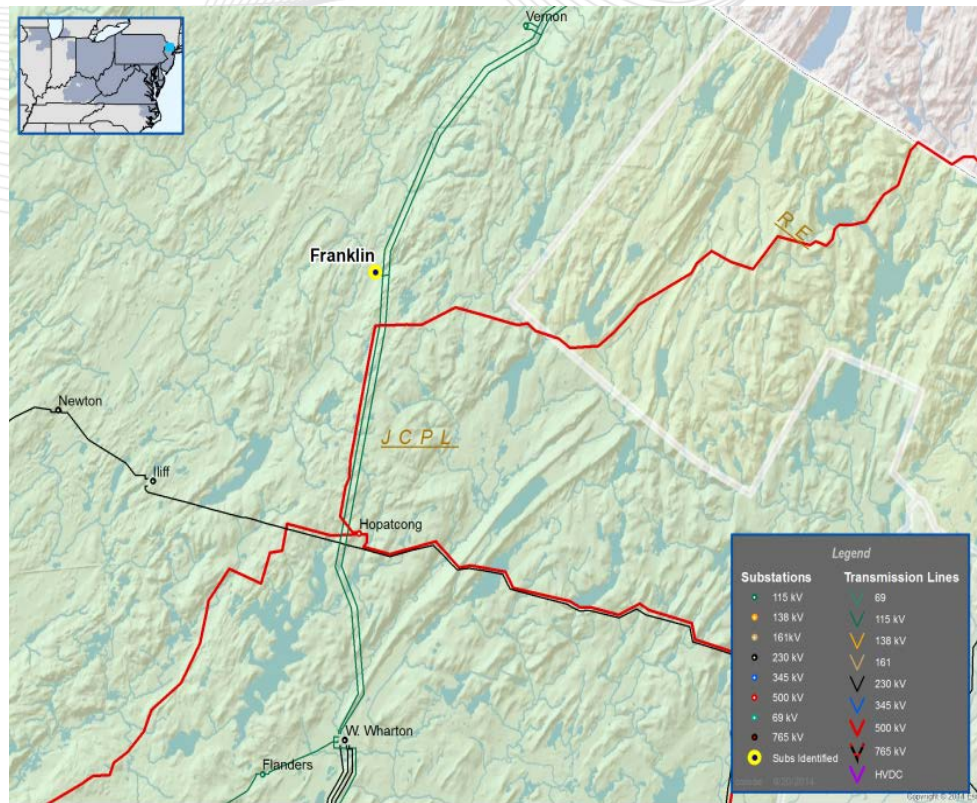 Vernon
Franklin
R E
Newton
J C P L
Iliff
Hopatcong
W. Wharton
Flanders
Legend
Substations
115 kV
138 kV
161kV
230 kV
345 kV
500 kV
69 kV
765 kV
Subs Identified
Transmission Lines
69
115 kV
138 kV
161
230 kV
345 kV
500 kV
765 kV
HVDC